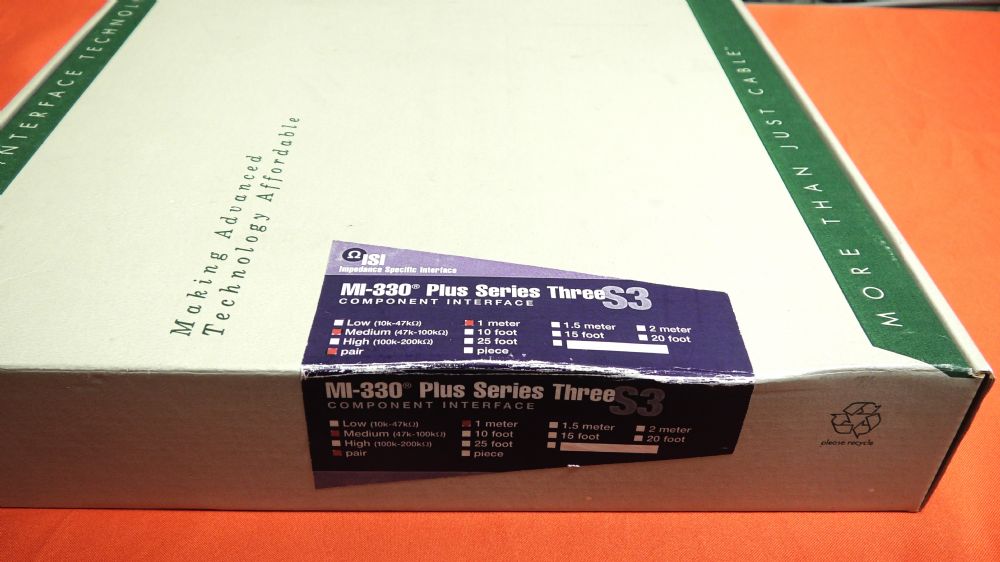 INTERFACE TECHNOLO
MORE THAN JUST CABLE™
Making Advanced
Technology Affordable
Ω ISI
Impedance Specific Interface
MI-330® Plus Series Three S3
COMPONENT INTERFACE
Low (10k-47kΩ) 1 meter 1.5 meter 2 meter
Medium (47k-100kΩ) 10 foot 15 foot 20 foot
High (100k-200kΩ) 25 foot
pair piece
MI-330® Plus Series Three S3
COMPONENT INTERFACE
Low (10k-47kΩ) 1 meter 1.5 meter 2 meter
Medium (47k-100kΩ) 10 foot 15 foot 20 foot
High (100k-200kΩ) 25 foot
pair piece
please recycle